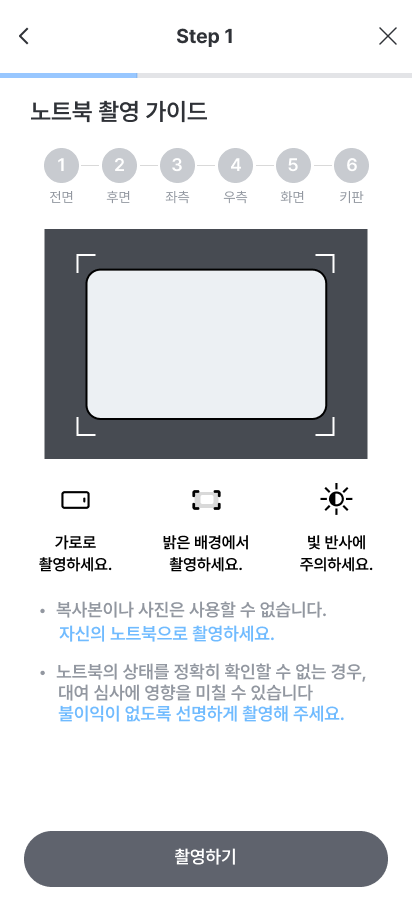 Step 1
노트북 촬영 가이드
1 2 3 4 5 6
전면 후면 좌측 우측 화면 키판
가로로 밝은 배경에서 빛 반사에
촬영하세요. 촬영하세요. 주의하세요.
• 복사본이나 사진은 사용할 수 없습니다.
자신의 노트북으로 촬영하세요.
• 노트북의 상태를 정확히 확인할 수 없는 경우,
대여 심사에 영향을 미칠 수 있습니다
불이익이 없도록 선명하게 촬영해 주세요.
촬영하기